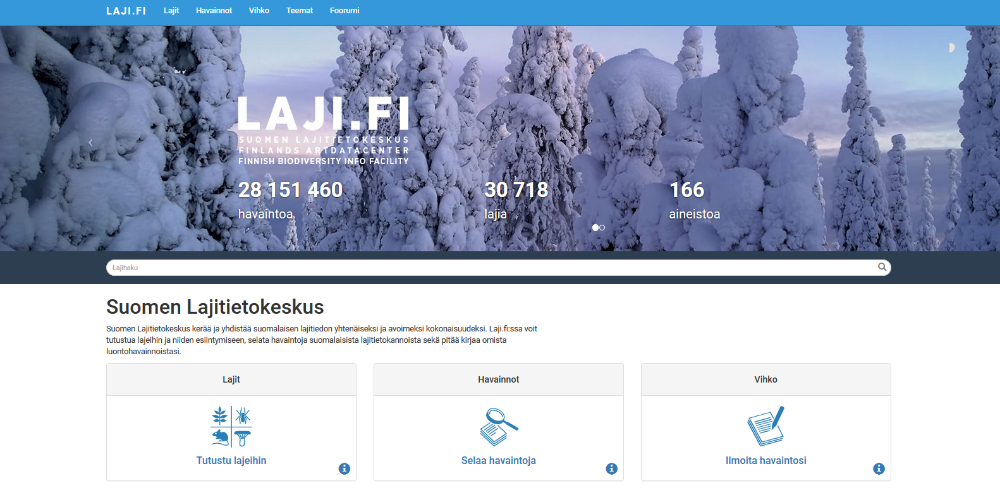 LAJI.FI Lajit Havainnot Vihko Teemat Foorumi
LAJI.FI
SUOMEN LAJITIETOKESKUS
FINLANDS ARTDATACENTER
FINNISH BIODIVERSITY INFO FACILITY
28 151 460 30 718 166
havaintoa lajia aineistoa
Lajihaku
Suomen Lajitietokeskus
Suomen Lajitietokeskus kerää ja yhdistää suomalaisen lajitiedon yhtenäiseksi ja avoimeksi kokonaisuudeksi. Laji.fi:ssa voit
tutustua lajeihin ja niiden esiintymiseen, selata havaintoja suomalaisista lajitietokannoista sekä pitää kirjaa omista
luontohavainnoistasi.
Lajit Havainnot Vihko
Tutustu lajeihin Selaa havaintoja Ilmoita havaintosi